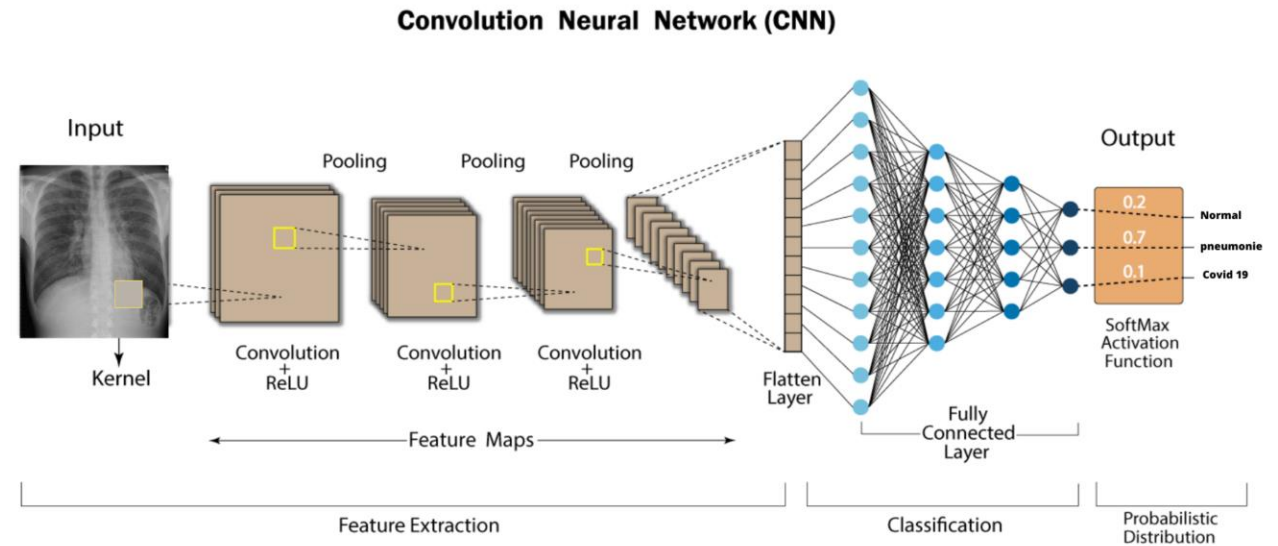 Convolution Neural Network (CNN)
Input
Kernel
Pooling
Pooling
Pooling
Convolution
+
ReLU
Convolution
+
ReLU
Convolution
+
ReLU
Feature Maps
Flatten
Layer
Fully
Connected
Layer
Output
0.2
Normal
0.7
pneumonie
0.1
Covid 19
SoftMax
Activation
Function
Feature Extraction
Classification
Probabilistic
Distribution